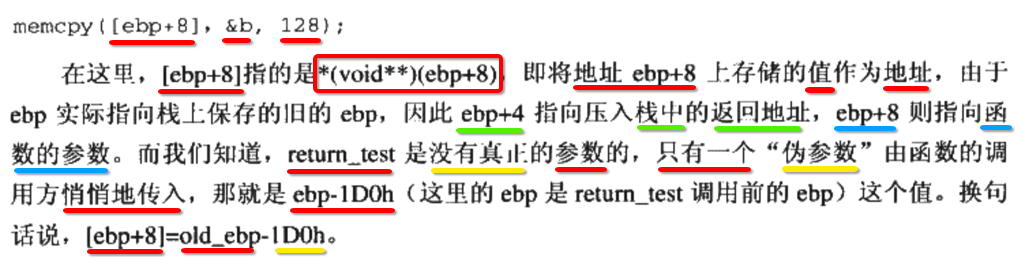 memcpy([ebp+8], &b, 128);
在这里，[ebp+8]指的是*(void**)(ebp+8)，即将地址 ebp+8 上存储的值作为地址，由于
ebp 实际指向栈上保存的旧的 ebp，因此 ebp+4 指向压入栈中的返回地址，ebp+8 则指向函
数的参数。而我们知道，return_test 是没有真正的参数的，只有一个“伪参数”由函数的调
用方悄悄地传入，那就是 ebp-1D0h（这里的 ebp 是 return_test 调用前的 ebp）这个值。换句
话说，[ebp+8]=old_ebp-1D0h。